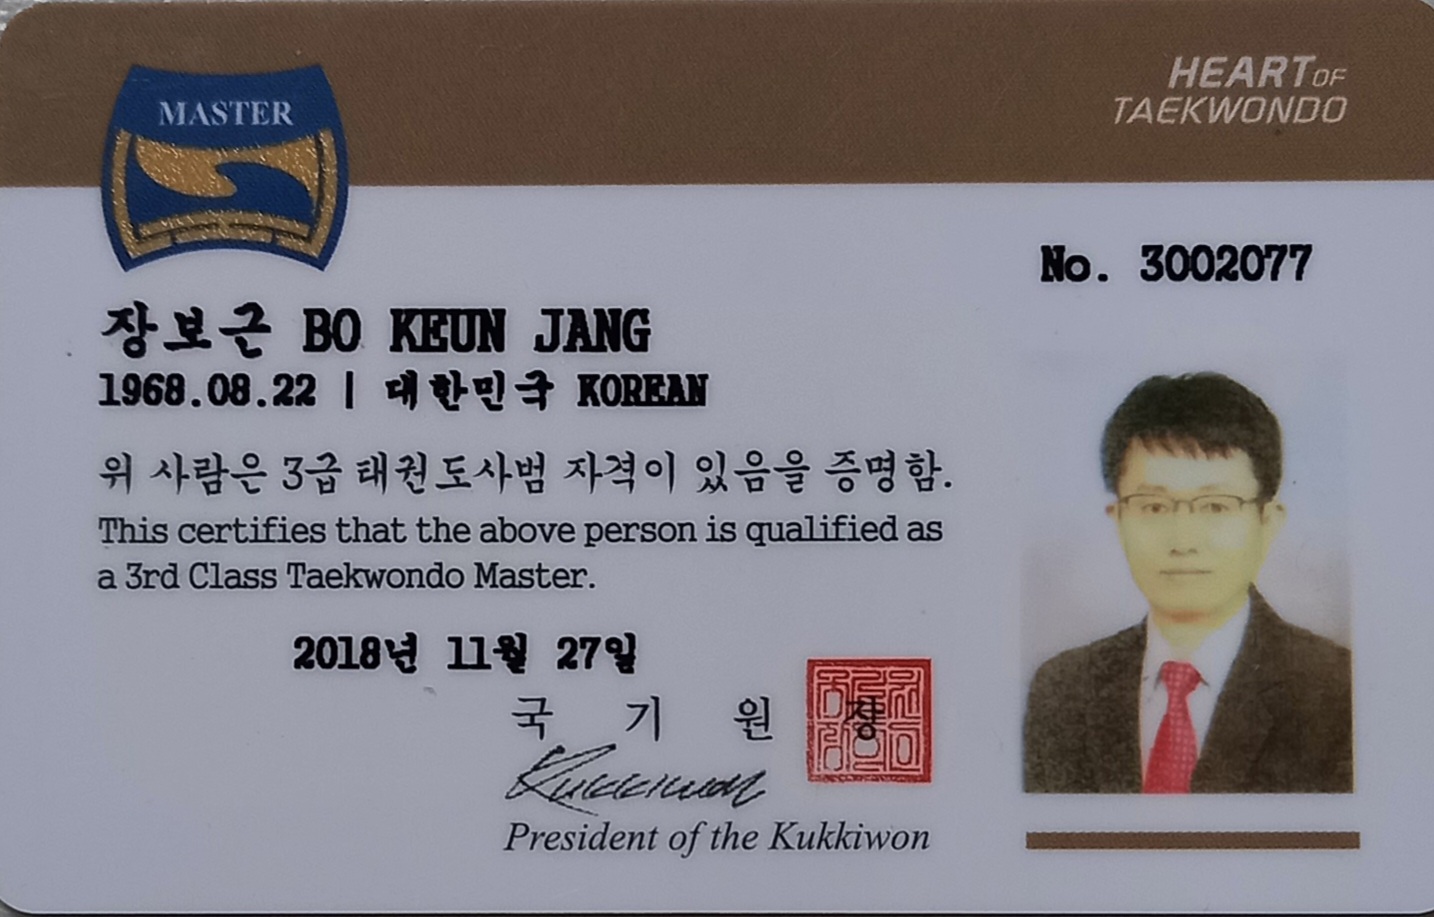 MASTER
HEART OF
TAEKWONDO
No. 3002077
장보근 BO KEUN JANG
1968.08.22 | 대한민국 KOREAN
위 사람은 3급 태권도사범 자격이 있음을 증명함.
This certifies that the above person is qualified as
a 3rd Class Taekwondo Master.
2018년 11월 27일
국 기 원 장
Kukkiwon
President of the Kukkiwon